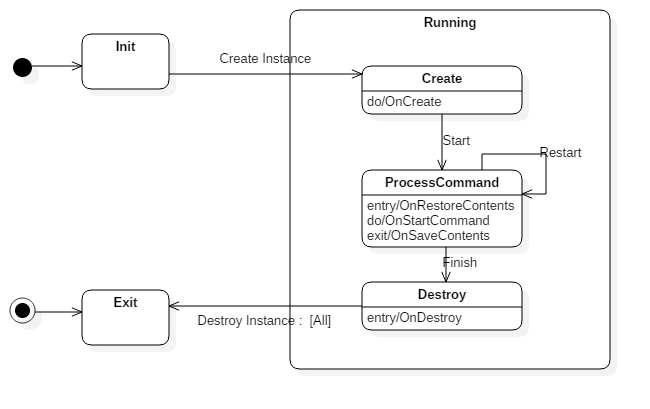 Running
Init
Create Instance
Create
do/OnCreate
Start
Restart
ProcessCommand
entry/OnRestoreContents
do/OnStartCommand
exit/OnSaveContents
Finish
Exit
Destroy
Destroy Instance :  [All]
entry/OnDestroy